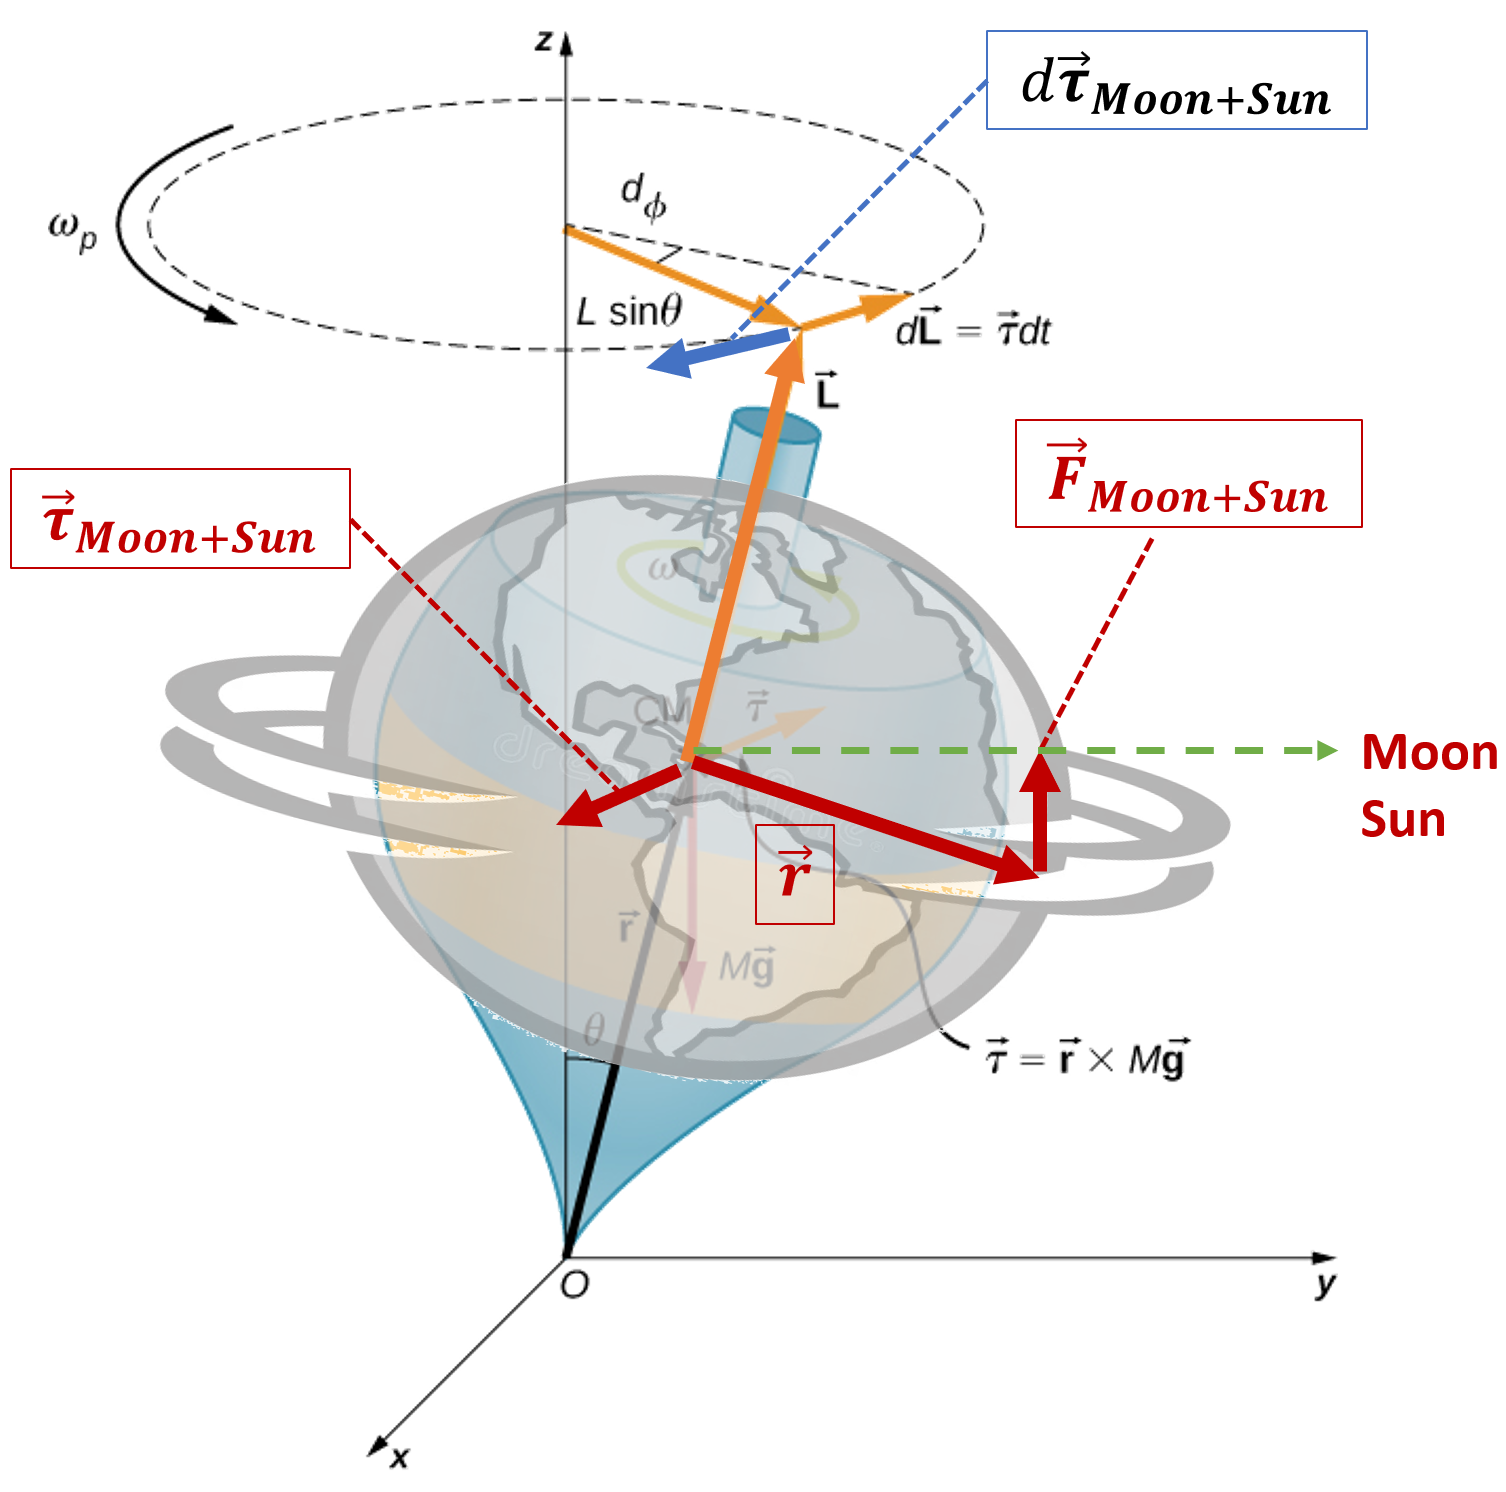 z
d𝝉⃗ Moon+Sun
dϕ
ωp
L sinθ
dL⃗ = τ⃗dt
L⃗
F⃗ Moon+Sun
τ⃗ Moon+Sun
ω
CM
τ⃗
Moon
Sun
r⃗
r⃗
Mg⃗
θ
τ⃗ = r⃗ × Mg⃗
O
y
x